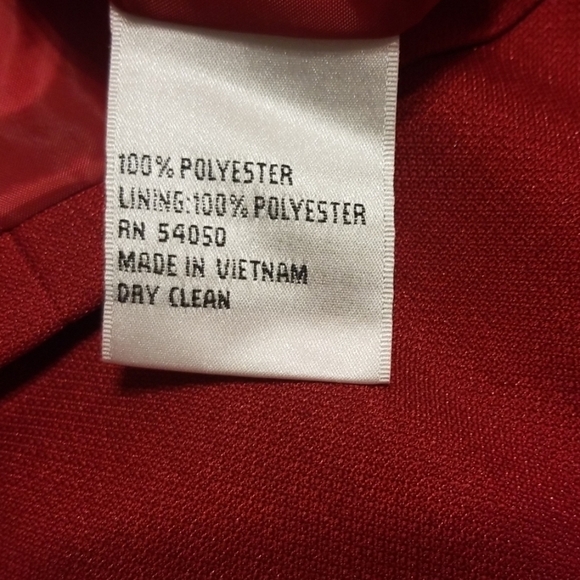 100% POLYESTER
LINING:100% POLYESTER
RN 54050
MADE IN VIETNAM
DRY CLEAN